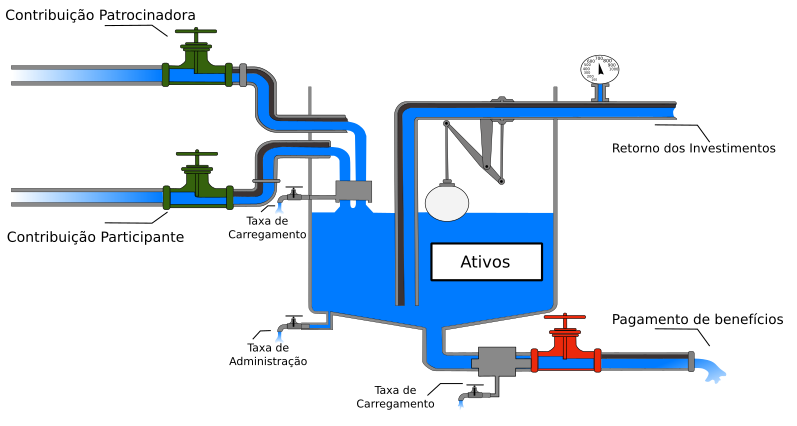 Contribuição Patrocinadora
Retorno dos Investimentos
Contribuição Participante
Taxa de
Carregamento
Ativos
Pagamento de benefícios
Taxa de
Administração
Taxa de
Carregamento